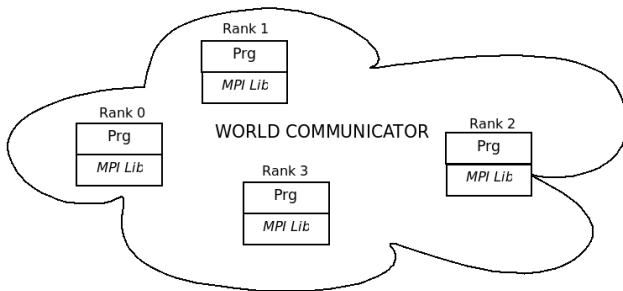 Rank 1
Prg
MPI Lib
Rank 0
Prg
MPI Lib
WORLD COMMUNICATOR
Rank 2
Prg
MPI Lib
Rank 3
Prg
MPI Lib